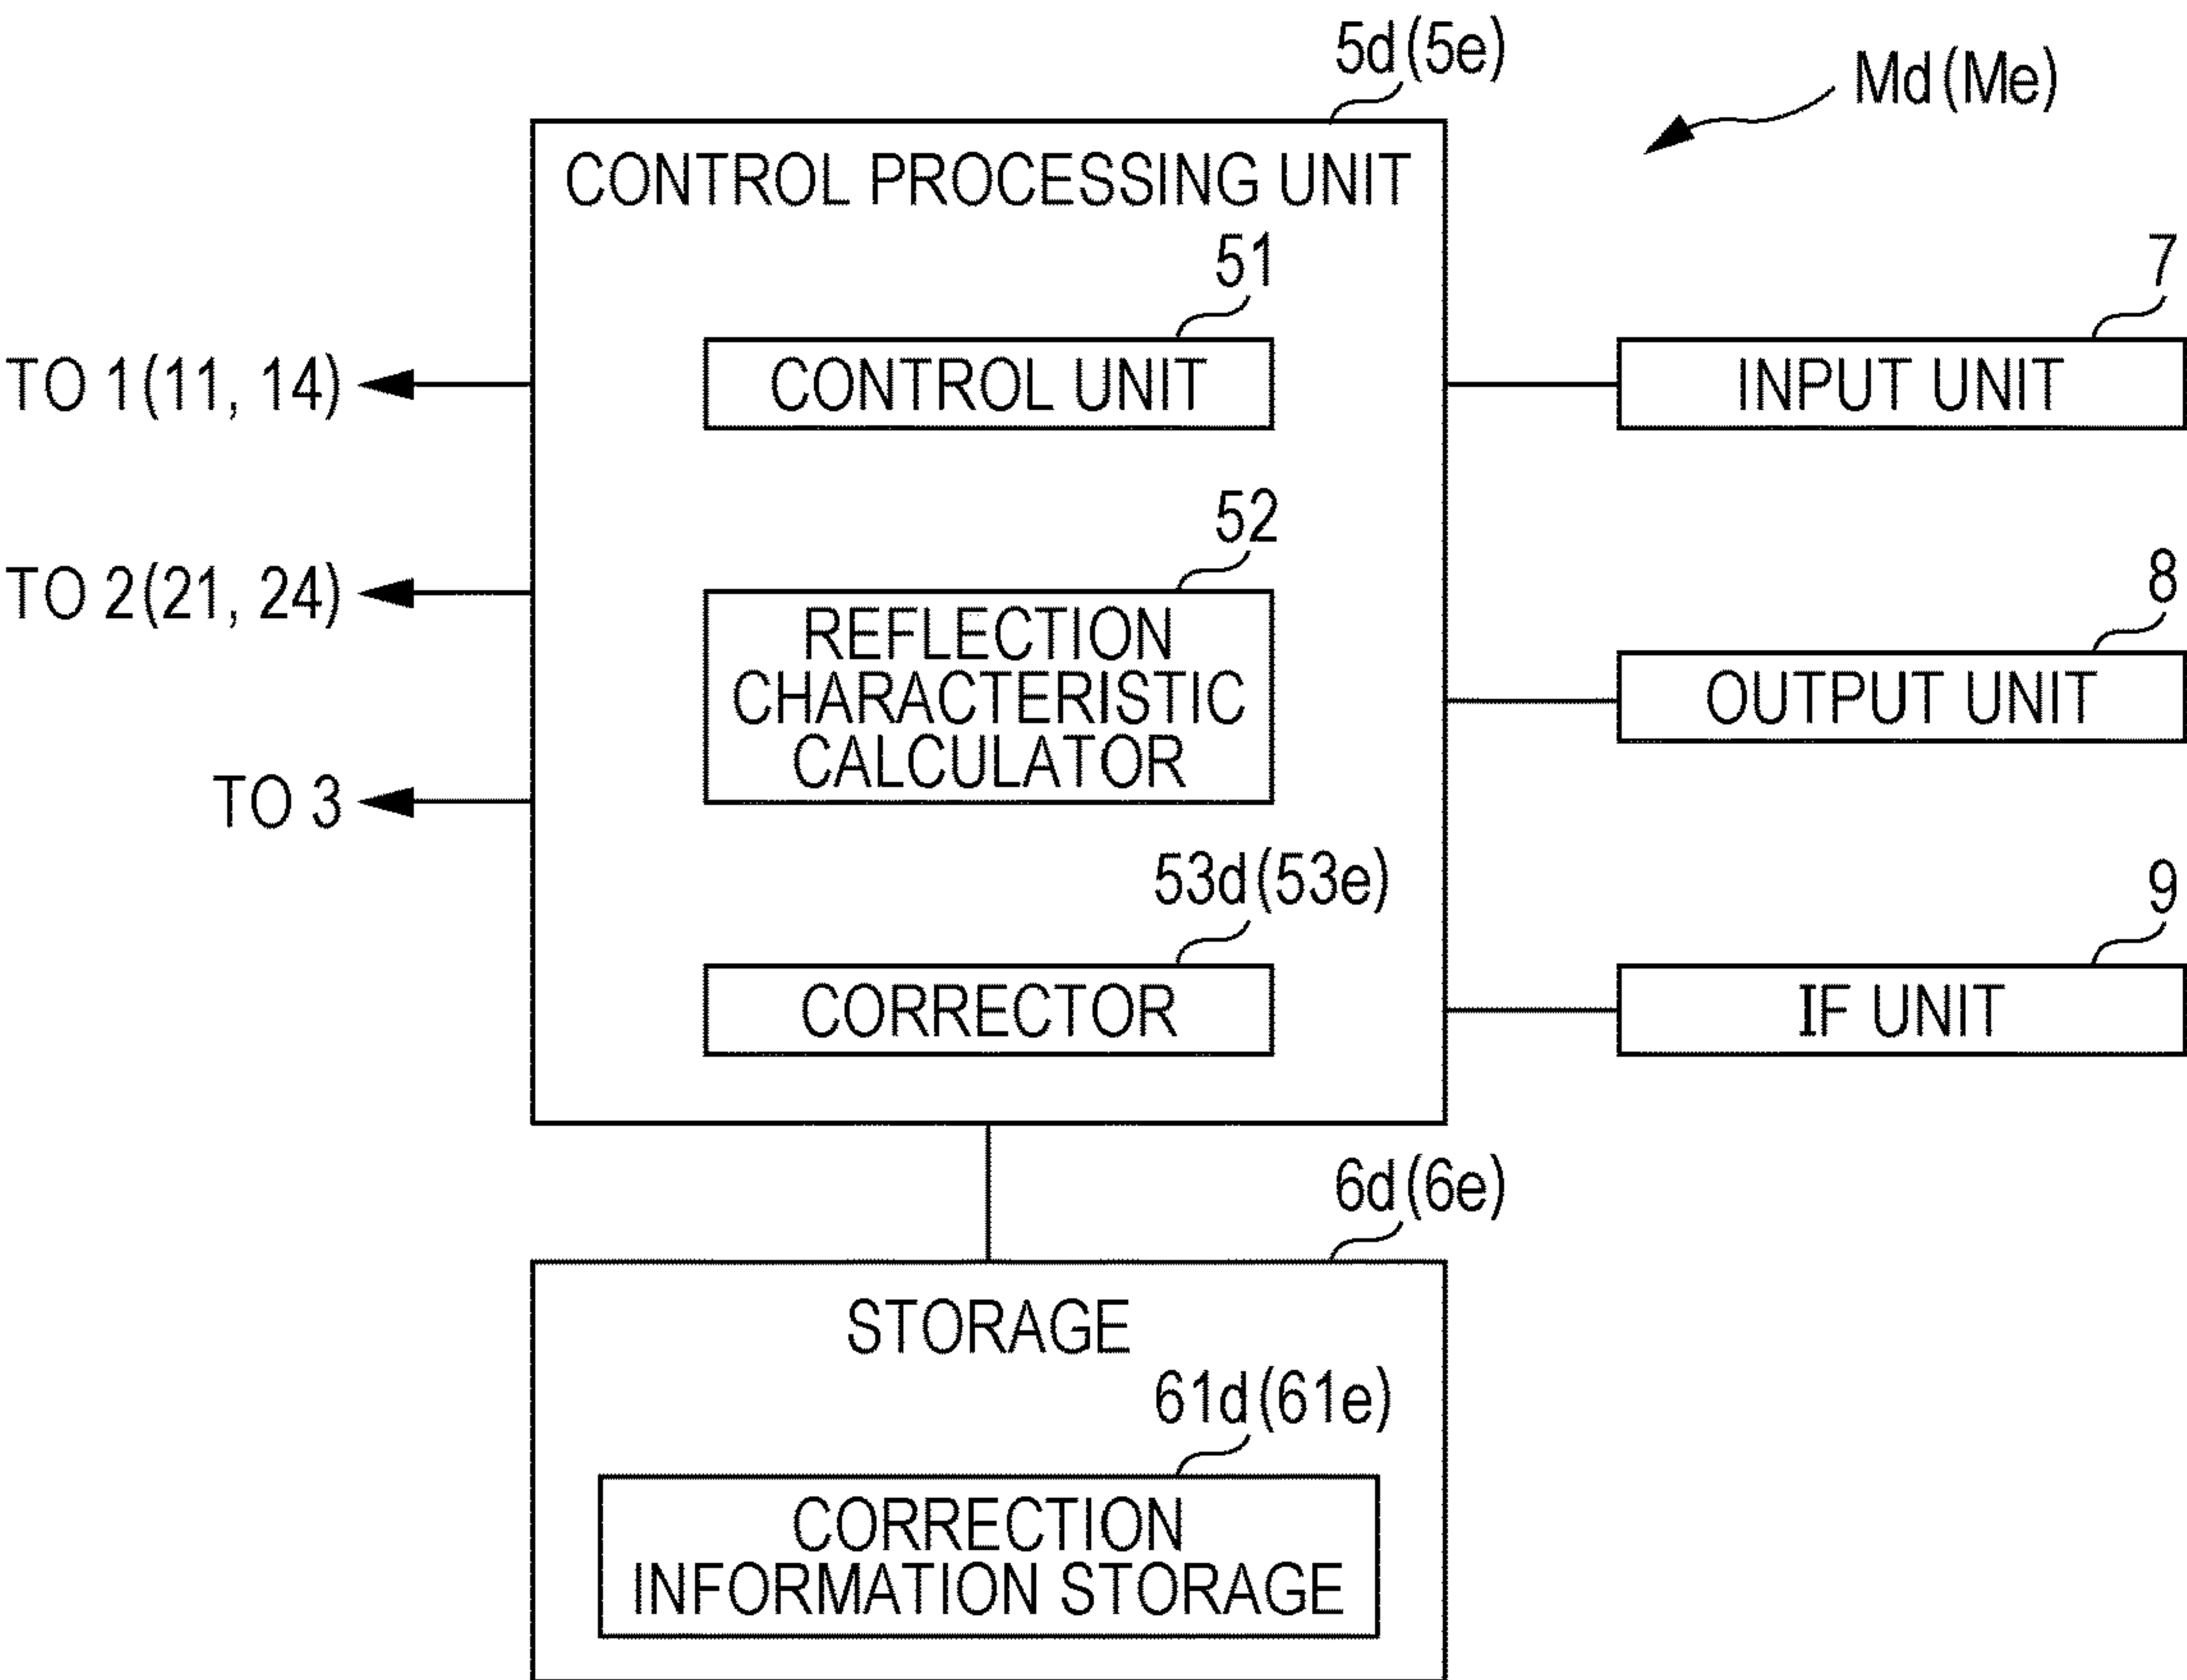 5d(5e)
Md(Me)
CONTROL PROCESSING UNIT
51
7
TO 1(11, 14)
CONTROL UNIT
INPUT UNIT
52
8
TO 2(21, 24)
REFLECTION
CHARACTERISTIC
CALCULATOR
OUTPUT UNIT
TO 3
53d(53e)
9
CORRECTOR
IF UNIT
6d(6e)
STORAGE
61d(61e)
CORRECTION
INFORMATION STORAGE